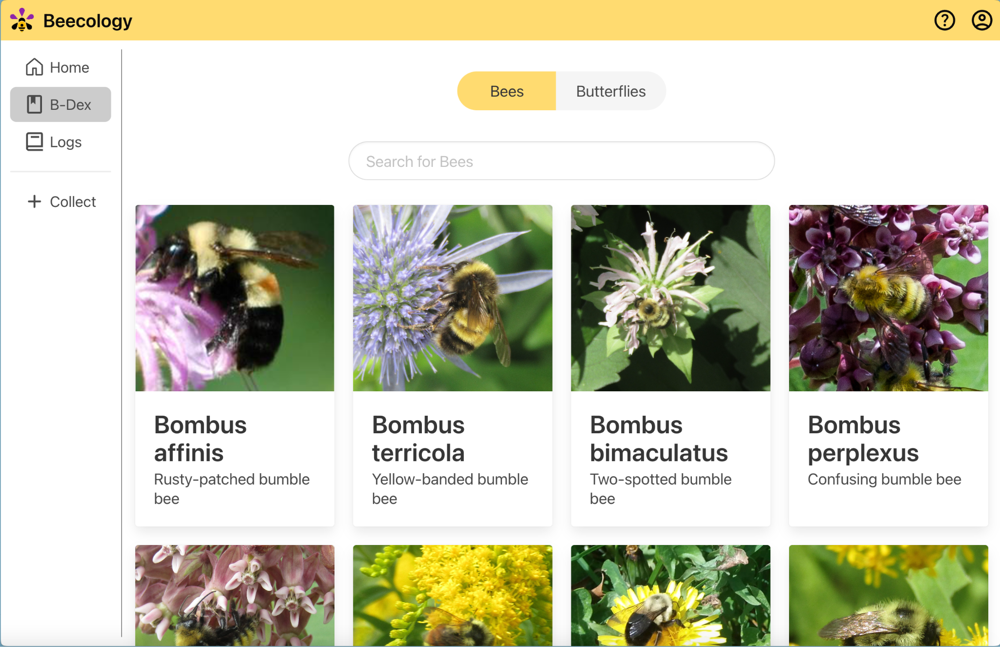 Beecology
Home
B-Dex
Logs
Collect
Bees
Butterflies
Search for Bees
Bombus
affinis
Rusty-patched bumble
bee
Bombus
terricola
Yellow-banded bumble
bee
Bombus
bimaculatus
Two-spotted bumble
bee
Bombus
perplexus
Confusing bumble bee